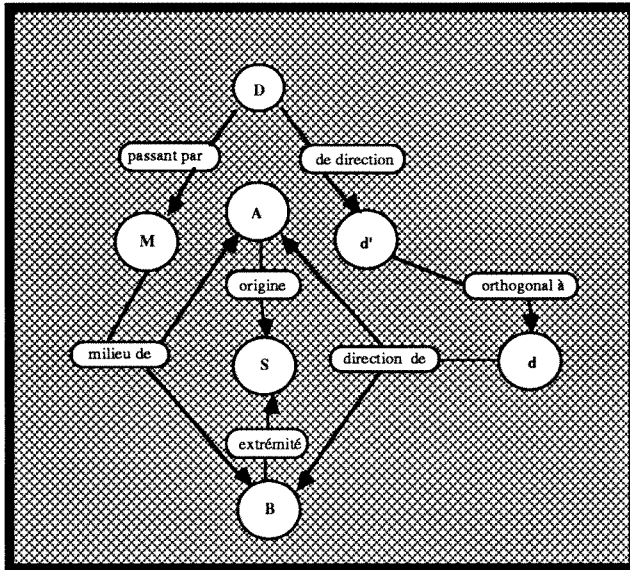 D
passant par
de direction
A
M
d'
origine
orthogonal à
milieu de
S
direction de
d
extrémité
B